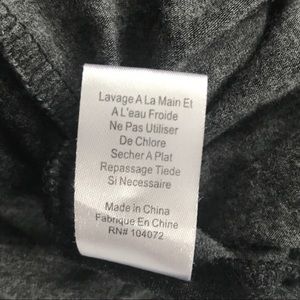 Lavage A La Main Et
A L'eau Froide
Ne Pas Utiliser
De Chlore
Secher A Plat
Repassage Tiede
Si Necessaire
Made in China
Fabrique En Chine
RN# 104072